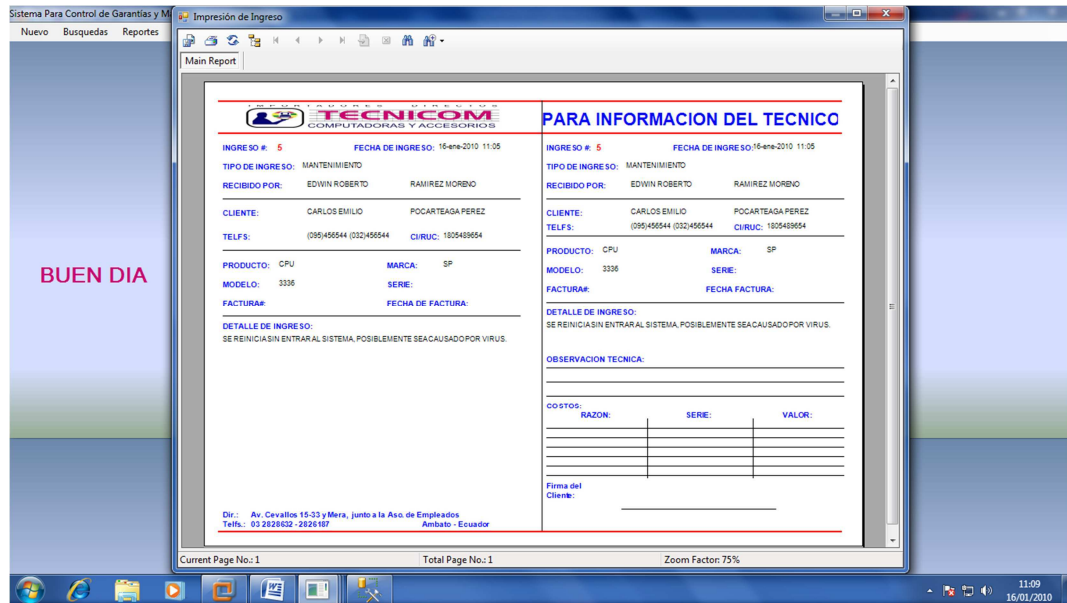 Sistema Para Control de Garantías y M
Impresión de Ingreso
Nuevo Busquedas Reportes
Main Report
BUEN DIA
IMPORTADORES DIRECTOS
TECNICOM
COMPUTADORAS Y ACCESORIOS
INGRESO #: 5 FECHA DE INGRESO: 16-ene-2010 11:05
TIPO DE INGRESO: MANTENIMIENTO
RECIBIDO POR: EDWIN ROBERTO RAMIREZ MORENO
CLIENTE: CARLOS EMILIO POCARTEAGA PEREZ
TELFS: (095)456544 (032)456544 CI/RUC: 1805489654
PRODUCTO: CPU MARCA: SP
MODELO: 3336 SERIE:
FACTURA#: FECHA DE FACTURA:
DETALLE DE INGRESO:
SE REINICIA SIN ENTRAR AL SISTEMA, POSIBLEMENTE SEA CAUSADO POR VIRUS.
Dir.: Av. Cevallos 15-33 y Mera, junto a la Aso. de Empleados
Telfs.: 03 2828632 - 2826187 Ambato - Ecuador
PARA INFORMACION DEL TECNICO
INGRESO #: 5 FECHA DE INGRESO: 16-ene-2010 11:05
TIPO DE INGRESO: MANTENIMIENTO
RECIBIDO POR: EDWIN ROBERTO RAMIREZ MORENO
CLIENTE: CARLOS EMILIO POCARTEAGA PEREZ
TELFS: (095)456544 (032)456544 CI/RUC: 1805489654
PRODUCTO: CPU MARCA: SP
MODELO: 3336 SERIE:
FACTURA#: FECHA FACTURA:
DETALLE DE INGRESO:
SE REINICIA SIN ENTRAR AL SISTEMA, POSIBLEMENTE SEA CAUSADO POR VIRUS.
OBSERVACION TECNICA:
COSTOS:
RAZON: SERIE: VALOR:
Firma del
Cliente:
Current Page No.: 1 Total Page No.: 1 Zoom Factor: 75%
11:09
16/01/2010